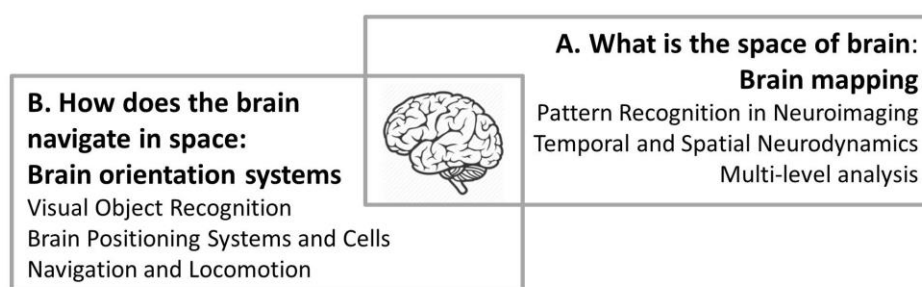 A. What is the space of brain:
Brain mapping
Pattern Recognition in Neuroimaging
Temporal and Spatial Neurodynamics
Multi-level analysis
B. How does the brain
navigate in space:
Brain orientation systems
Visual Object Recognition
Brain Positioning Systems and Cells
Navigation and Locomotion